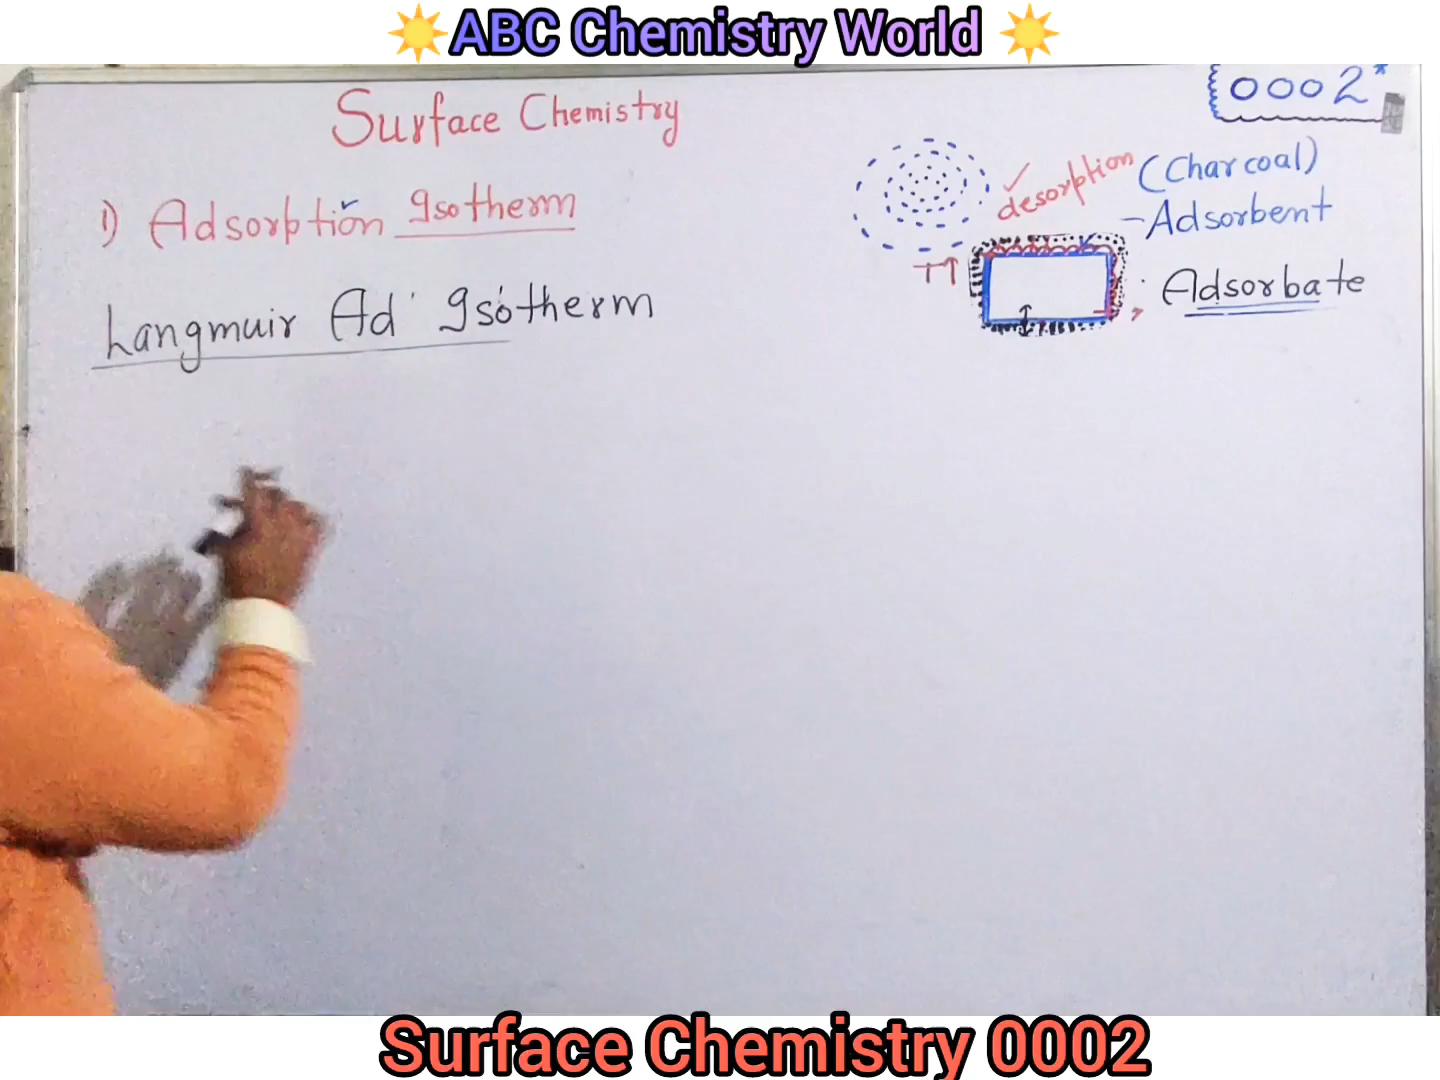 ABC Chemistry World
0002*
Surface Chemistry
desorption
(Charcoal)
- Adsorbent
1) Adsorption Isotherm
T↑
Adsorbate
Langmuir Ad Isotherm
Surface Chemistry 0002